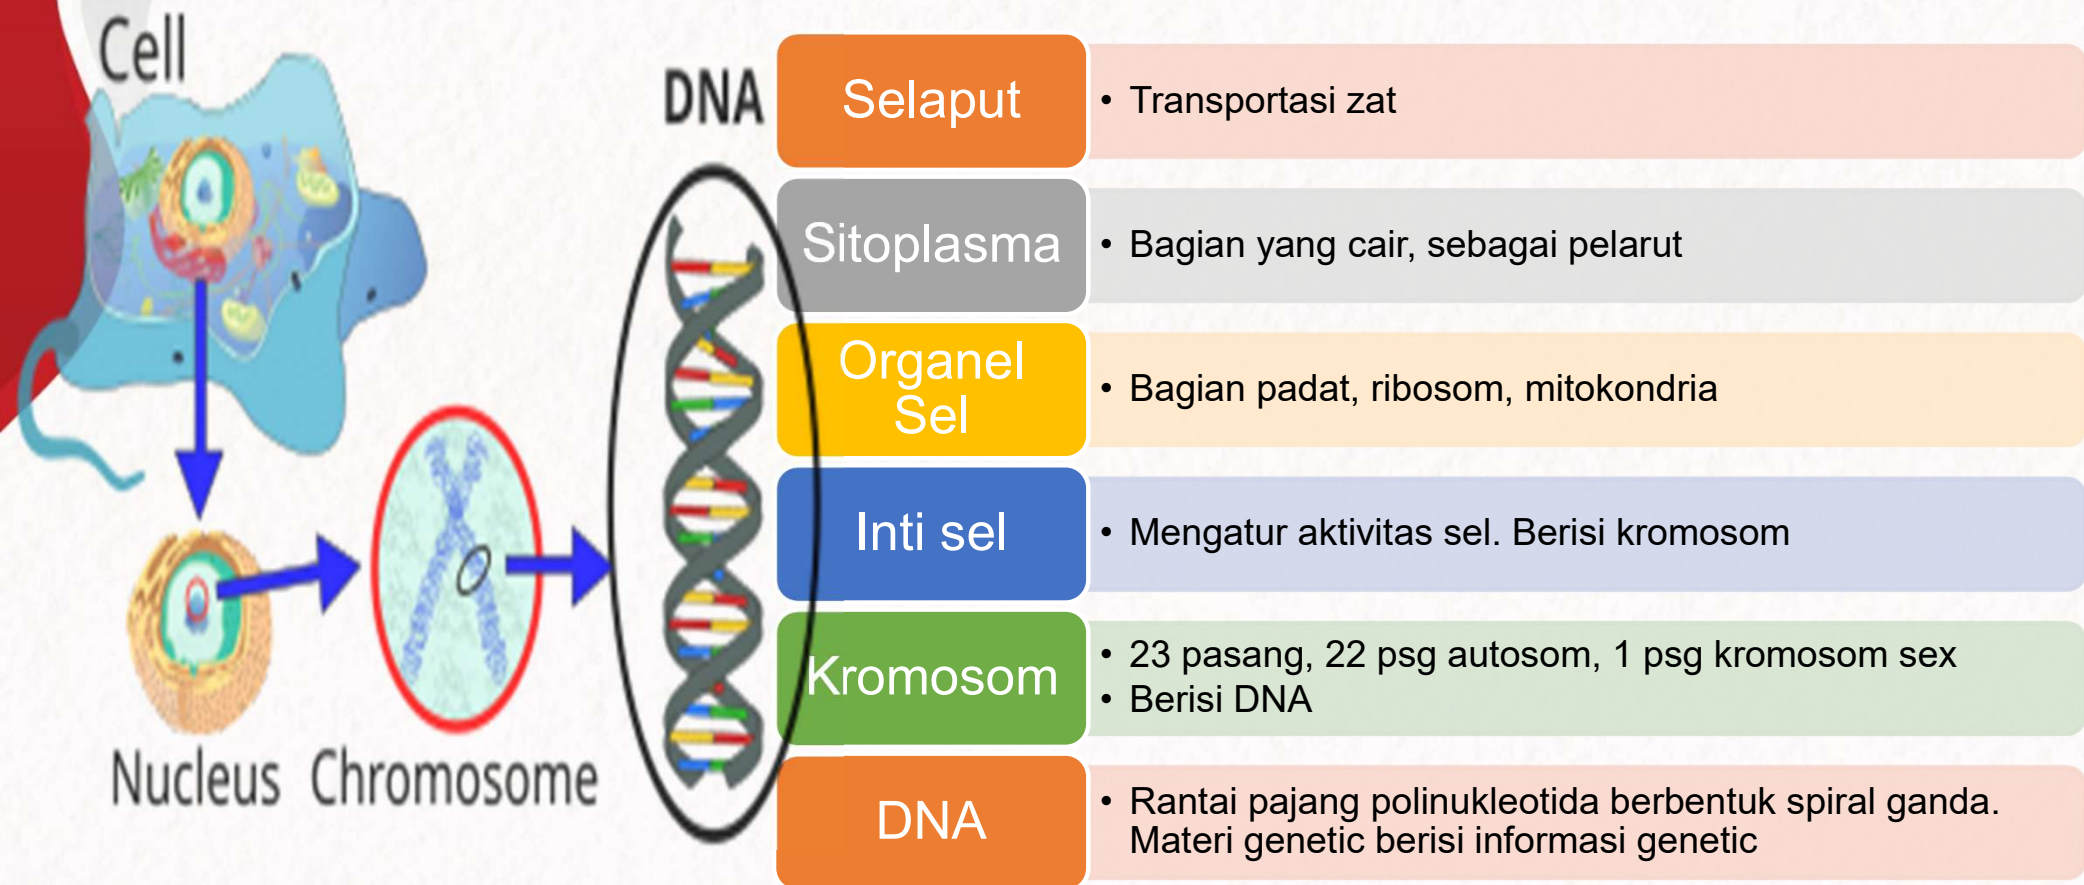 Cell
DNA
Nucleus
Chromosome
Selaput
• Transportasi zat
Sitoplasma
• Bagian yang cair, sebagai pelarut
Organel
Sel
• Bagian padat, ribosom, mitokondria
Inti sel
• Mengatur aktivitas sel. Berisi kromosom
Kromosom
• 23 pasang, 22 psg autosom, 1 psg kromosom sex
• Berisi DNA
DNA
• Rantai pajang polinukleotida berbentuk spiral ganda.
Materi genetic berisi informasi genetic